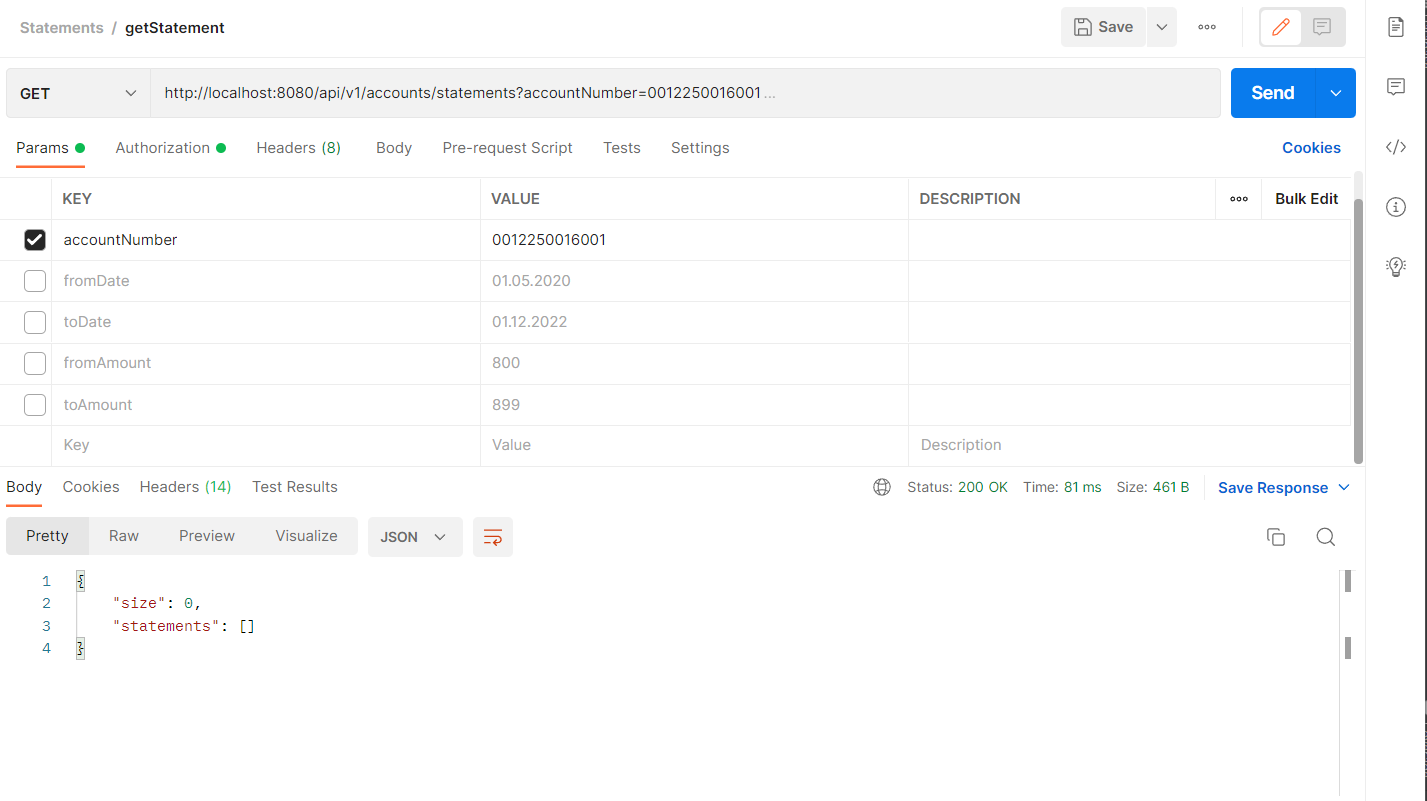 Statements / getStatement
Save
GET
http://localhost:8080/api/v1/accounts/statements?accountNumber=0012250016001...
Send
Params
Authorization
Headers (8)
Body
Pre-request Script
Tests
Settings
Cookies
KEY VALUE DESCRIPTION Bulk Edit
accountNumber 0012250016001
fromDate 01.05.2020
toDate 01.12.2022
fromAmount 800
toAmount 899
Key Value Description
Body Cookies Headers (14) Test Results Status: 200 OK Time: 81 ms Size: 461 B Save Response
Pretty Raw Preview Visualize JSON
1 {
2 "size": 0,
3 "statements": []
4 }